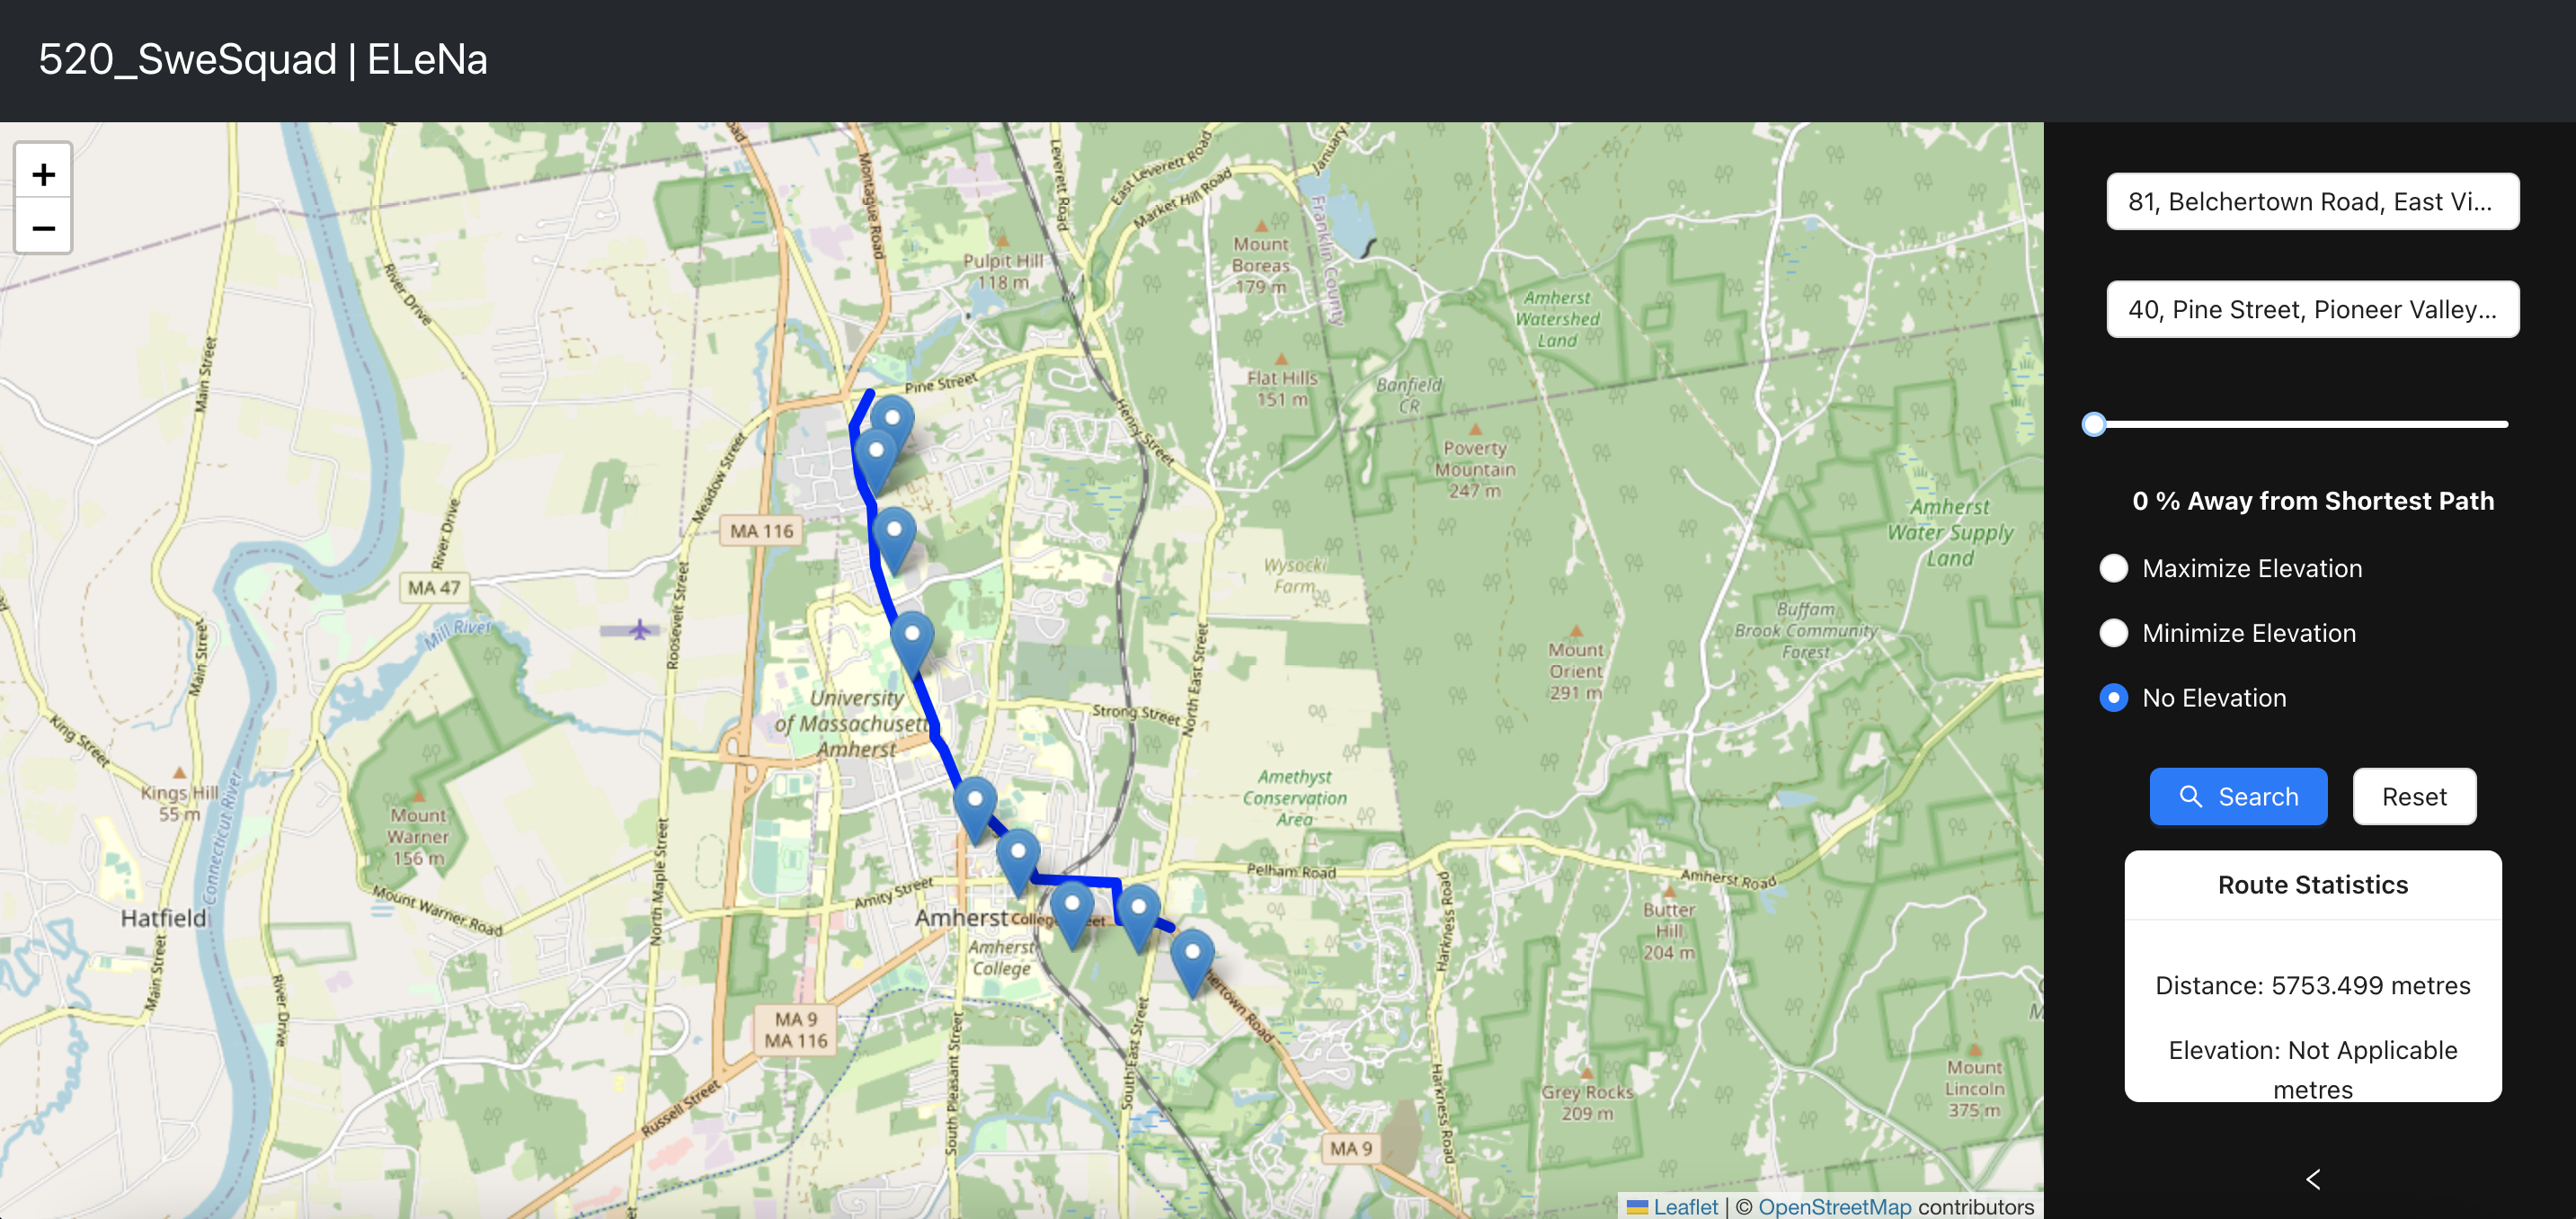 520_SweSquad | ELeNa
+
−
81, Belchertown Road, East Vi...
40, Pine Street, Pioneer Valley...
0 % Away from Shortest Path
Maximize Elevation
Minimize Elevation
No Elevation
Search
Reset
Route Statistics
Distance: 5753.499 metres
Elevation: Not Applicable
metres
<
Montague Road
Leverett Road
East Leverett Road
Market Hill Road
January
Franklin County
Pulpit Hill
118 m
Mount
Boreas
179 m
Amherst
Watershed
Land
River Drive
Main Street
Pine Street
Flat Hills
151 m
Banfield
CR
Henry Street
Meadow Street
Poverty
Mountain
247 m
Amherst
Water Supply
Land
MA 116
River Drive
MA 47
Mill River
Roosevelt Street
Wysocki
Farm
Buffam
Brook Community
Forest
Main Street
North East Street
Mount
Orient
291 m
University
of Massachusett
Amherst
Strong Street
King Street
Kings Hill
55 m
Connecticut River
Mount
Warner
156 m
Amethyst
Conservation
Area
North Maple Street
Amity Street
Pelham Road
Amherst Road
Mount Warner Road
Hatfield
Amherst
Colleg
eet
Amherst
College
Harkness Road
Butter
Hill
204 m
Main Street
River Drive
hertown Road
MA 9
MA 116
South Pleasant Street
South East Street
Harkness Road
Russell Street
Grey Rocks
209 m
Mount
Lincoln
375 m
MA 9
Leaflet | © OpenStreetMap contributors